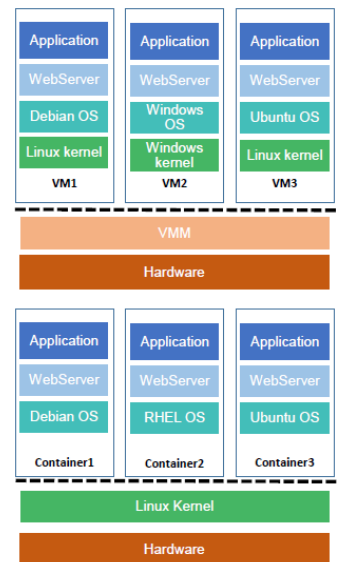 Application Application Application
WebServer WebServer WebServer
Debian OS Windows OS Ubuntu OS
Linux kernel Windows kernel Linux kernel
VM1 VM2 VM3
VMM
Hardware
Application Application Application
WebServer WebServer WebServer
Debian OS RHEL OS Ubuntu OS
Container1 Container2 Container3
Linux Kernel
Hardware